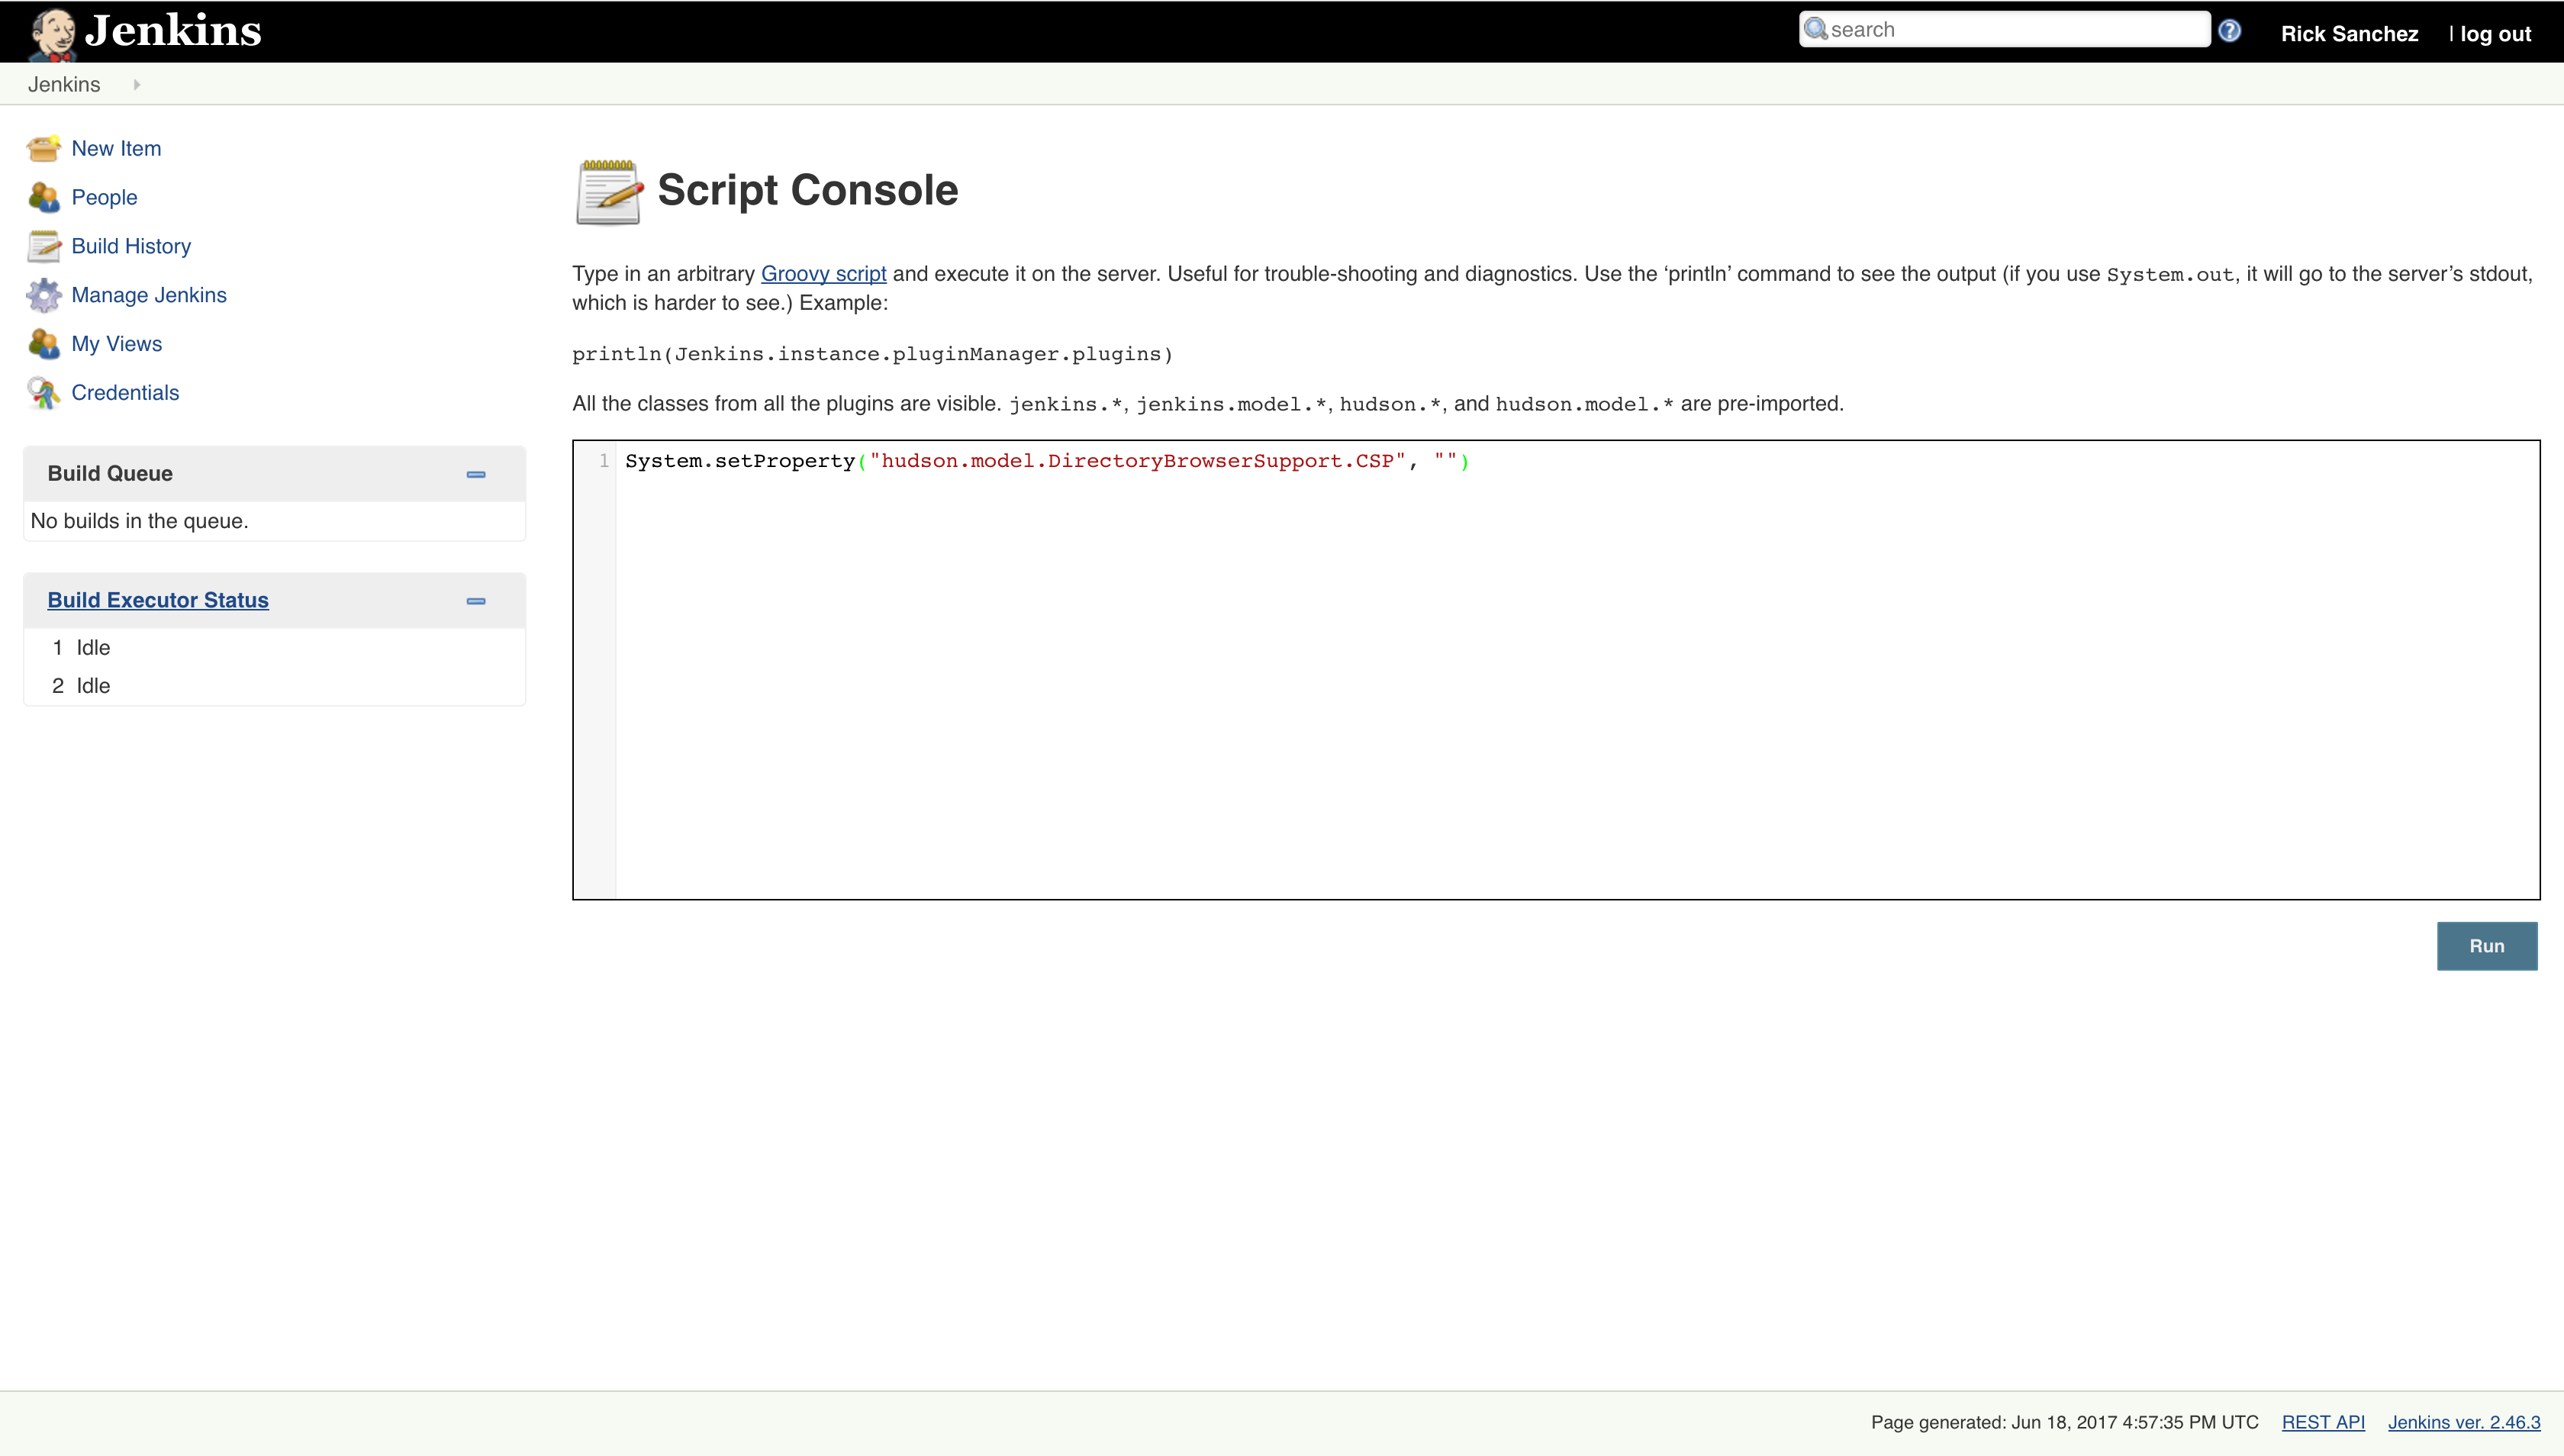 Jenkins
search
Rick Sanchez | log out
Jenkins
New Item
People
Build History
Manage Jenkins
My Views
Credentials
Build Queue
No builds in the queue.
Build Executor Status
1 Idle
2 Idle
Script Console
Type in an arbitrary Groovy script and execute it on the server. Useful for trouble-shooting and diagnostics. Use the ‘println’ command to see the output (if you use System.out, it will go to the server’s stdout,
which is harder to see.) Example:
println(Jenkins.instance.pluginManager.plugins)
All the classes from all the plugins are visible. jenkins.*, jenkins.model.*, hudson.*, and hudson.model.* are pre-imported.
1 System.setProperty("hudson.model.DirectoryBrowserSupport.CSP", "")
Run
Page generated: Jun 18, 2017 4:57:35 PM UTC REST API Jenkins ver. 2.46.3